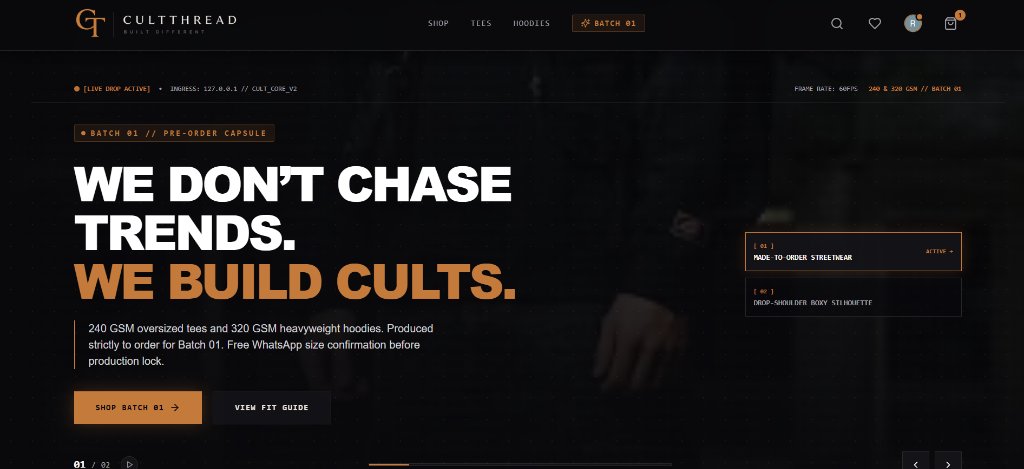 CT CULTTHREAD
BUILT DIFFERENT
SHOP TEES HOODIES BATCH 01
R 1
[LIVE DROP ACTIVE] • INGRESS: 127.0.0.1 // CULT_CORE_V2
FRAME RATE: 60FPS 240 & 320 GSM // BATCH 01
BATCH 01 // PRE-ORDER CAPSULE
WE DON’T CHASE
TRENDS.
WE BUILD CULTS.
[ 01 ]
MADE-TO-ORDER STREETWEAR
ACTIVE →
[ 02 ]
DROP-SHOULDER BOXY SILHOUETTE
240 GSM oversized tees and 320 GSM heavyweight hoodies. Produced
strictly to order for Batch 01. Free WhatsApp size confirmation before
production lock.
SHOP BATCH 01 →
VIEW FIT GUIDE
01 / 02